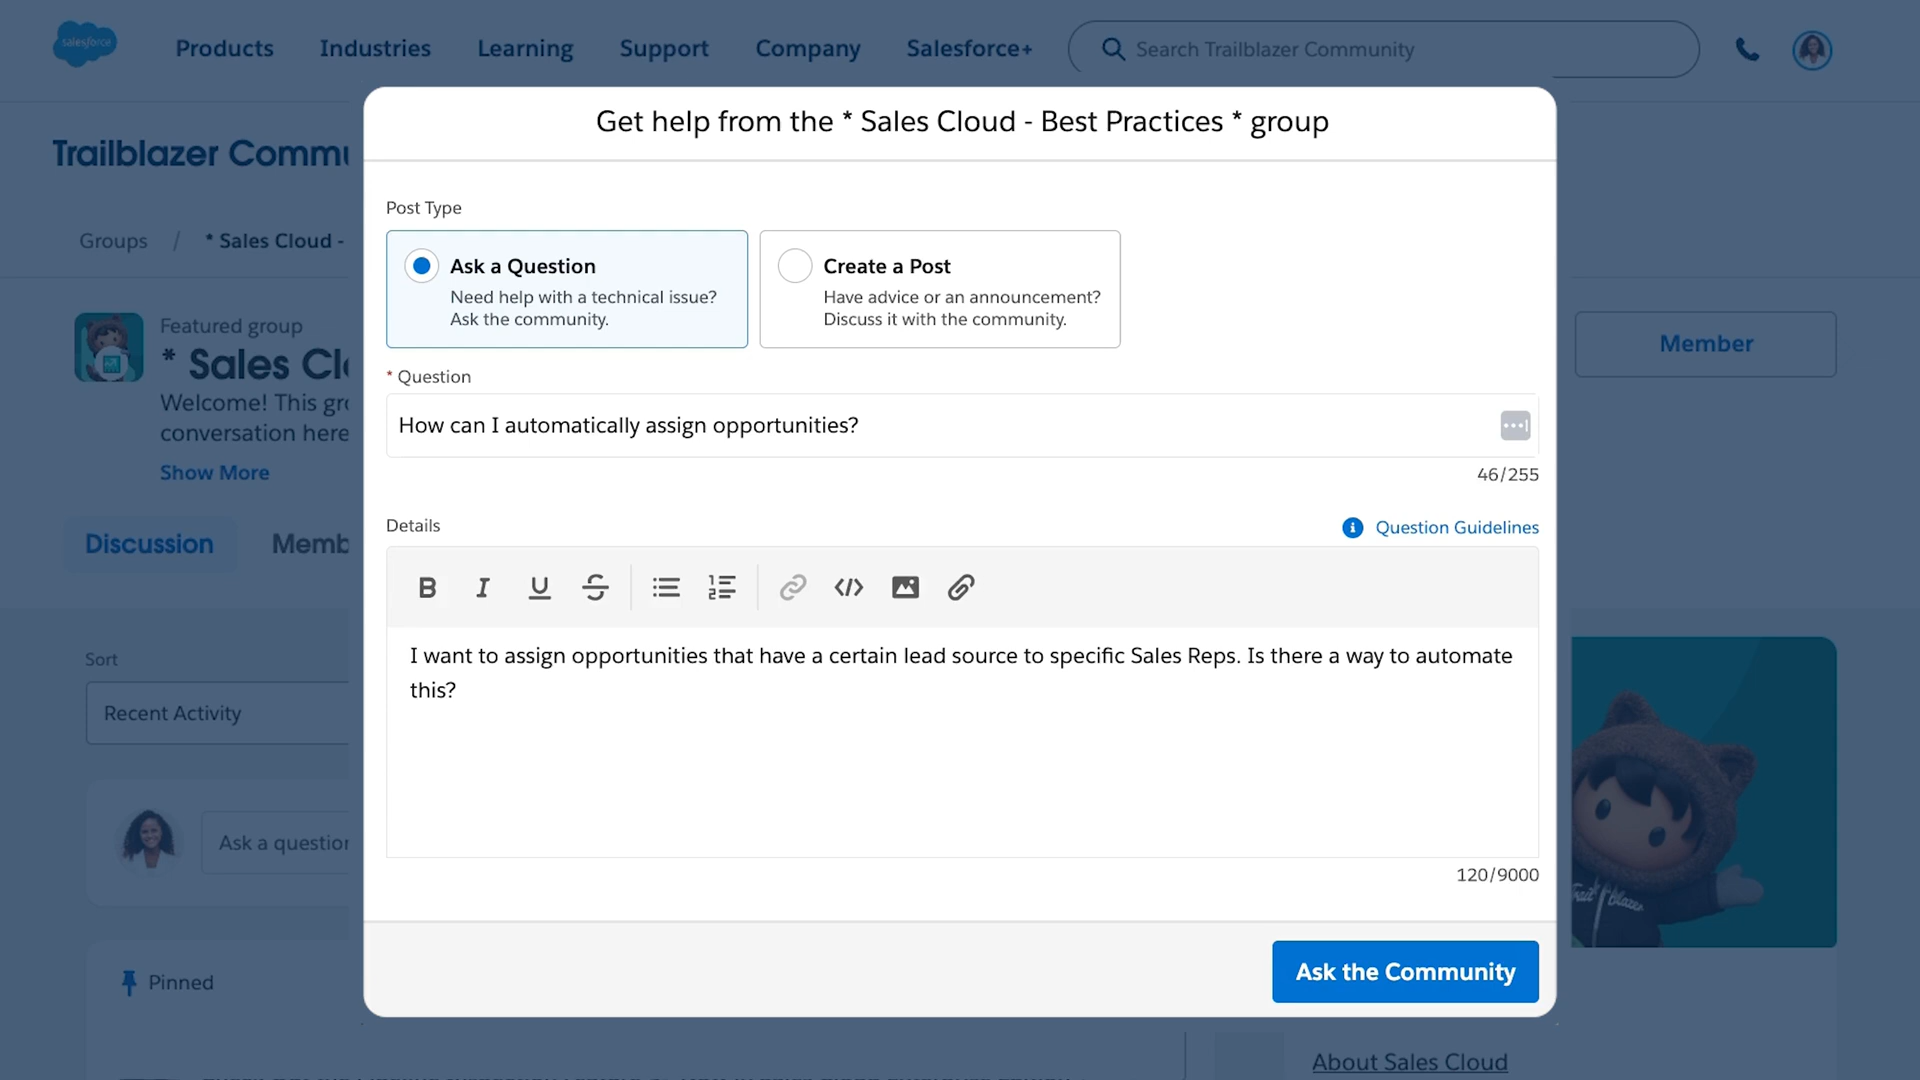 salesforce
Products Industries Learning Support Company Salesforce+ Search Trailblazer Community
Get help from the * Sales Cloud - Best Practices * group
Trailblazer Commu
Post Type
Groups / * Sales Cloud -
Ask a Question
Need help with a technical issue?
Ask the community.
Create a Post
Have advice or an announcement?
Discuss it with the community.
Featured group
* Sales Cl
Welcome! This gr
conversation here
Show More
Member
* Question
How can I automatically assign opportunities?
46/255
Details
Question Guidelines
Discussion Memb
B I U S
I want to assign opportunities that have a certain lead source to specific Sales Reps. Is there a way to automate
this?
Sort
Recent Activity
Ask a question
120/9000
Trail blazer
Ask the Community
Pinned
About Sales Cloud